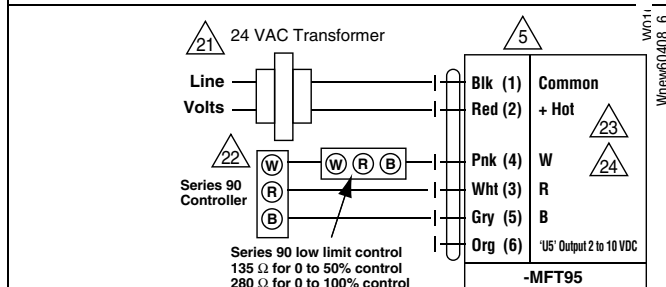 21 24 VAC Transformer
5
Line
Volts
Blk (1) Common
Red (2) + Hot
23
22
W
R
B
W R B
Series 90
Controller
Pnk (4) W
24
Wht (3) R
Gry (5) B
Org (6) 'U5' Output 2 to 10 VDC
Series 90 low limit control
135 Ω for 0 to 50% control
280 Ω for 0 to 100% control
-MFT95
Wnew60408_6